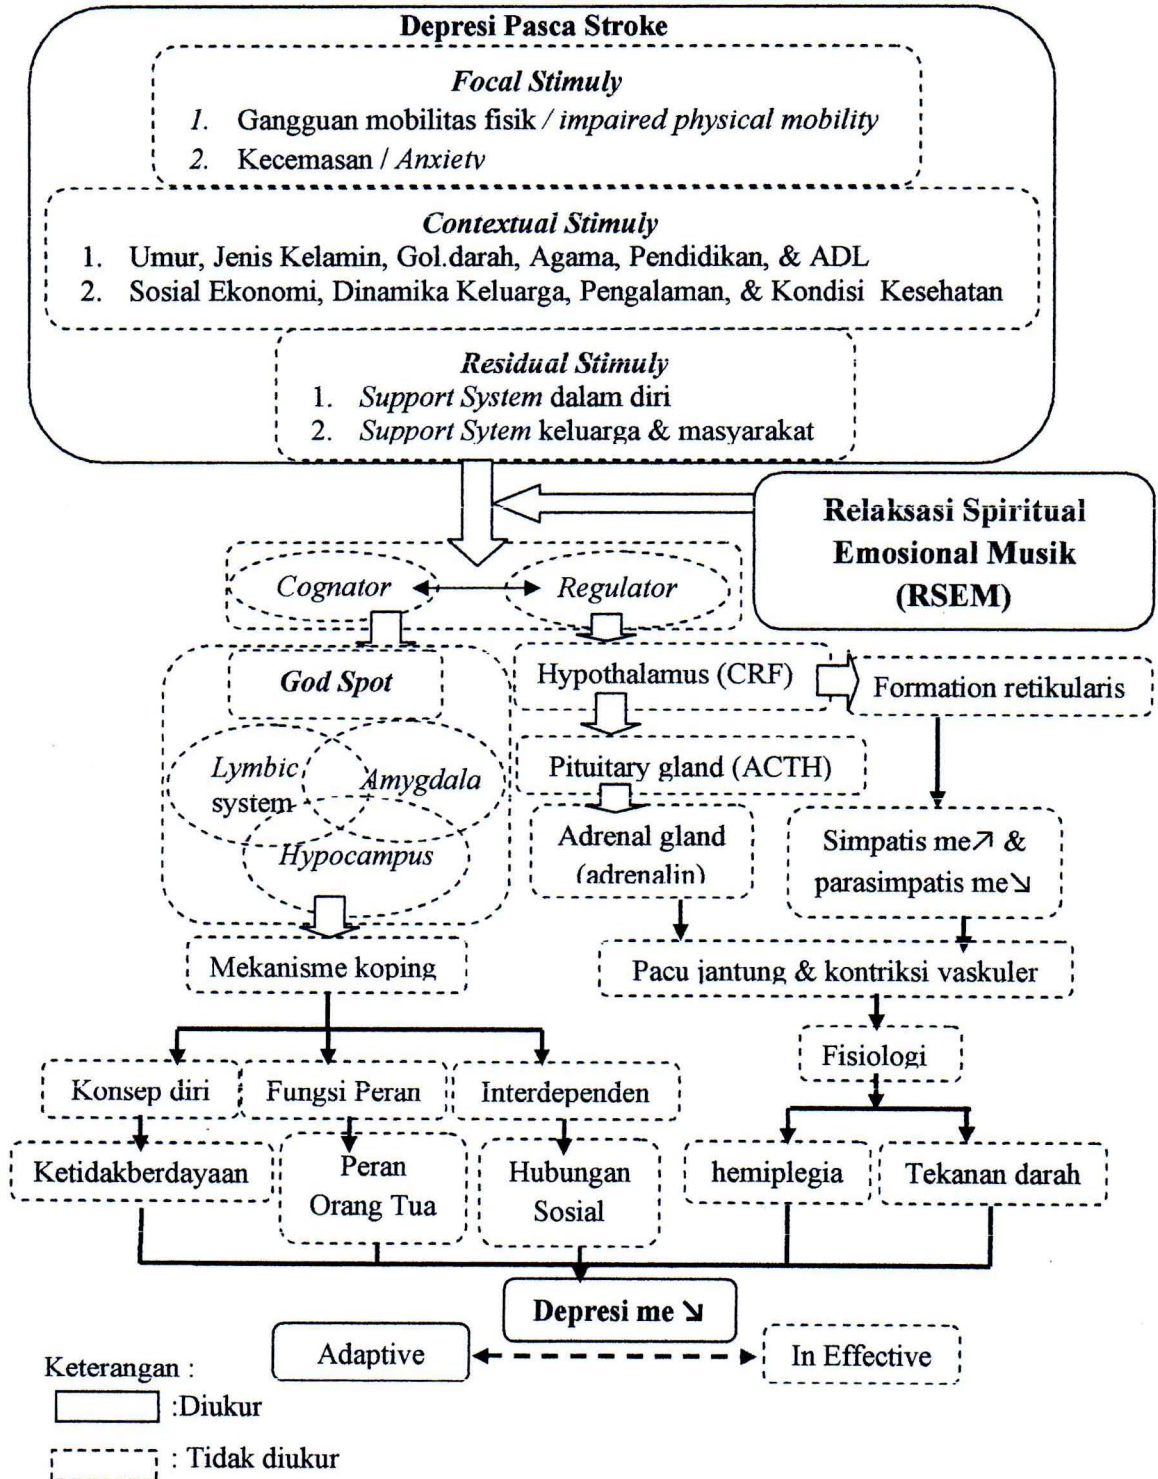 Depresi Pasca Stroke
Focal Stimuly
1. Gangguan mobilitas fisik / impaired physical mobility
2. Kecemasan / Anxiety
Contextual Stimuly
1. Umur, Jenis Kelamin, Gol.darah, Agama, Pendidikan, & ADL
2. Sosial Ekonomi, Dinamika Keluarga, Pengalaman, & Kondisi Kesehatan
Residual Stimuly
1. Support System dalam diri
2. Support Sytem keluarga & masyarakat
Relaksasi Spiritual
Emosional Musik
(RSEM)
Cognator
Regulator
God Spot
Lymbic
system
Amygdala
Hypocampus
Hypothalamus (CRF)
Formation retikularis
Pituitary gland (ACTH)
Adrenal gland
(adrenalin)
Simpatis me↗ &
parasimpatis me↘
Mekanisme koping
Pacu jantung & kontriksi vaskuler
Fisiologi
Konsep diri
Fungsi Peran
Interdependen
Ketidakberdayaan
Peran
Orang Tua
Hubungan
Sosial
hemiplegia
Tekanan darah
Depresi me ↘
Adaptive
In Effective
Keterangan :
:Diukur
: Tidak diukur